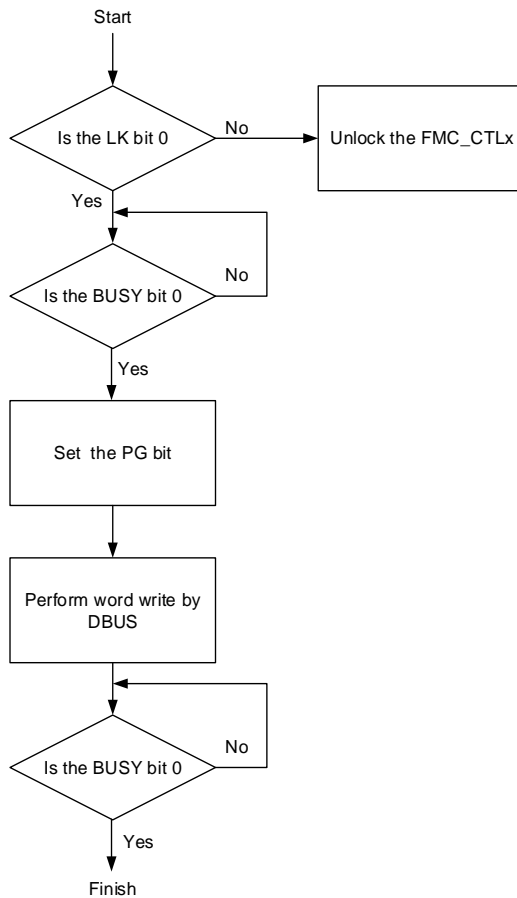 Start
Is the LK bit 0
No
Unlock the FMC_CTLx
Yes
Is the BUSY bit 0
No
Yes
Set the PG bit
Perform word write by
DBUS
Is the BUSY bit 0
No
Yes
Finish